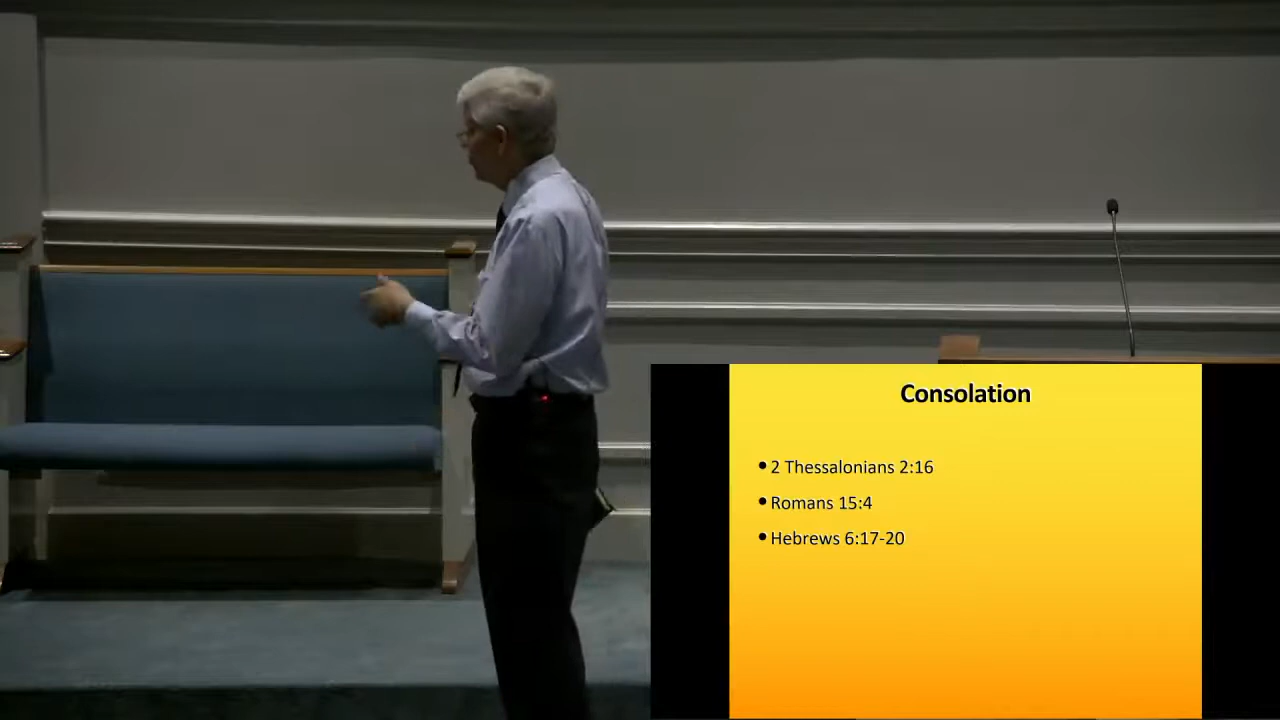 Consolation
• 2 Thessalonians 2:16
• Romans 15:4
• Hebrews 6:17-20